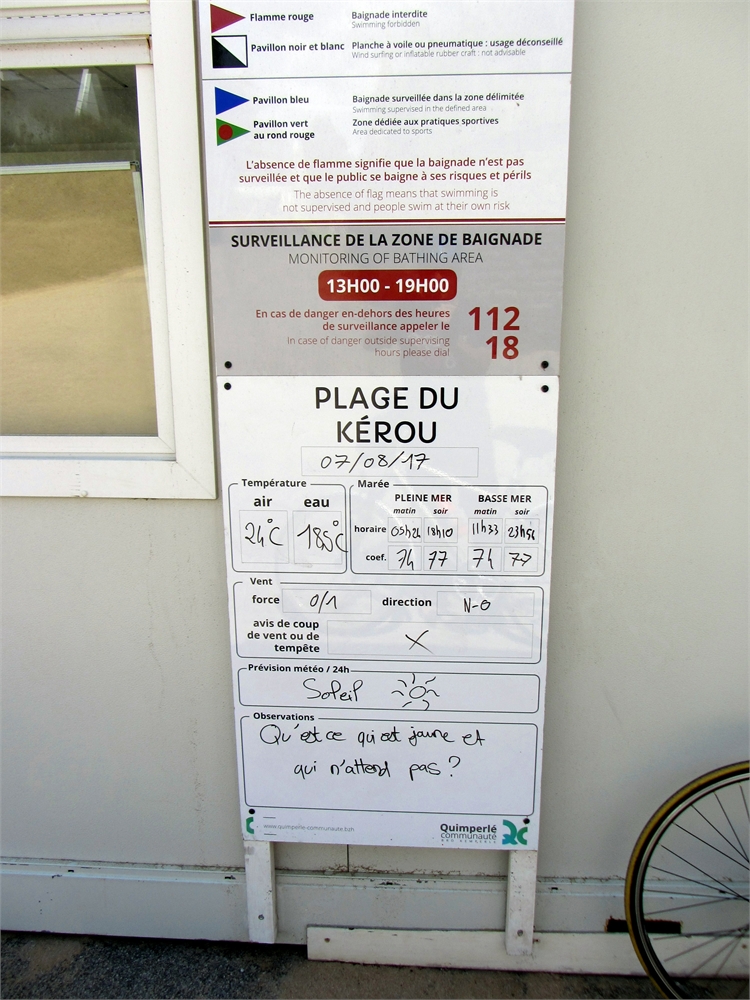 Flamme rouge Baignade interdite
Swimming forbidden
Pavillon noir et blanc Planche à voile ou pneumatique : usage déconseillé
Wind surfing or inflatable rubber craft : not advisable
Pavillon bleu Baignade surveillée dans la zone délimitée
Swimming supervised in the defined area
Pavillon vert Zone dédiée aux pratiques sportives
au rond rouge Area dedicated to sports
L'absence de flamme signifie que la baignade n'est pas
surveillée et que le public se baigne à ses risques et périls
The absence of flag means that swimming is
not supervised and people swim at their own risk
SURVEILLANCE DE LA ZONE DE BAIGNADE
MONITORING OF BATHING AREA
13H00 - 19H00
En cas de danger en-dehors des heures
de surveillance appeler le
In case of danger outside supervising
hours please dial
112
18
PLAGE DU
KÉROU
07/08/17
Température
air eau
24°C 18,5°C
Marée
PLEINE MER BASSE MER
matin soir matin soir
horaire 05h24 18h10 11h33 23h56
coef. 74 77 74 77
Vent
force 0/1 direction N-O
avis de coup
de vent ou de
tempête X
Prévision météo / 24h
Soleil
Observations
Qu'est ce qui est jaune et
qui n'attend pas ?
www.quimperle-communaute.bzh
Quimperlé
communauté